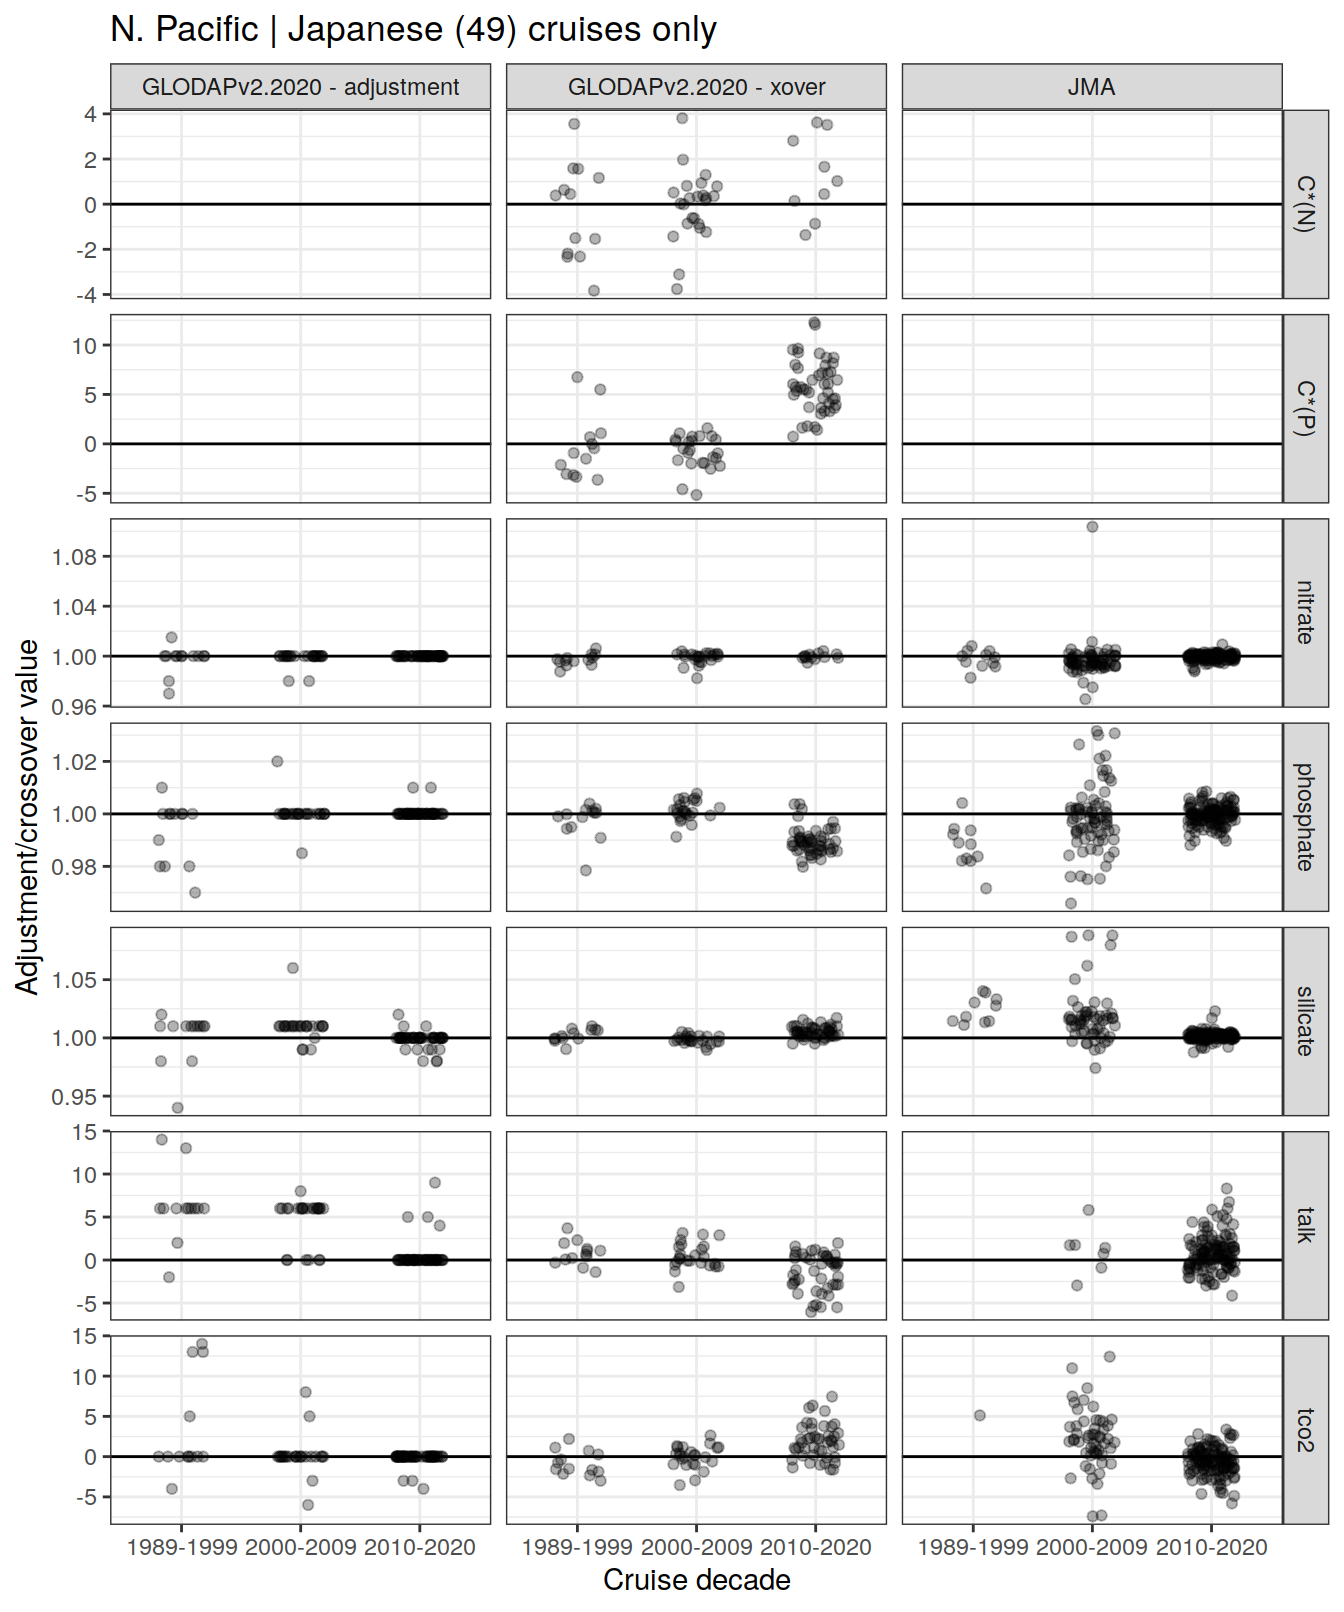 N. Pacific | Japanese (49) cruises only
GLODAPv2.2020 - adjustment
GLODAPv2.2020 - xover
JMA
4
2
0
-2
-4
C*(N)
10
5
0
-5
C*(P)
1.08
1.04
1.00
0.96
nitrate
1.02
1.00
0.98
phosphate
1.05
1.00
0.95
silicate
15
10
5
0
-5
talk
15
10
5
0
-5
tco2
Adjustment/crossover value
1989-1999 2000-2009 2010-2020
1989-1999 2000-2009 2010-2020
1989-1999 2000-2009 2010-2020
Cruise decade